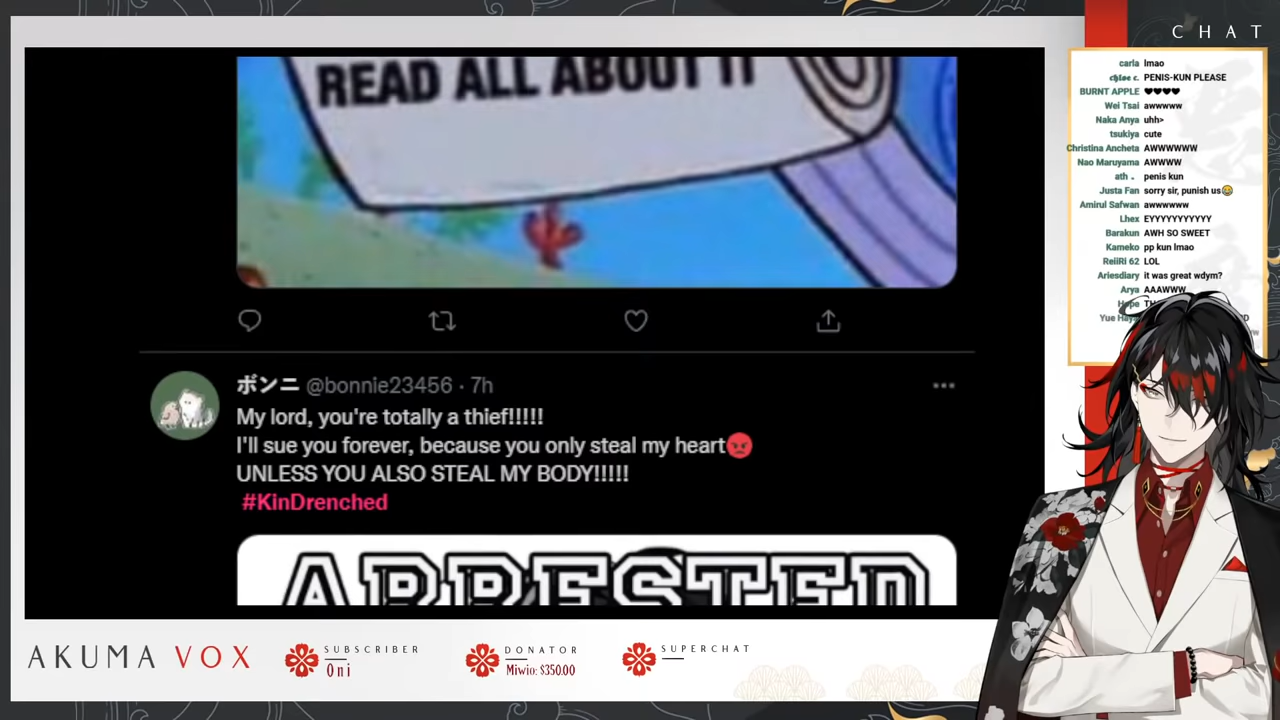 READ ALL ABOUT IT
ボンニ @bonnie23456 · 7h
My lord, you're totally a thief!!!!!
I'll sue you forever, because you only steal my heart😡
UNLESS YOU ALSO STEAL MY BODY!!!!!
#KinDrenched
ARRESTED
CHAT
carla lmao
chloe c. PENIS-KUN PLEASE
BURNT APPLE ♥♥♥♥
Wei Tsai awwwww
Naka Anya uhh>
tsukiya cute
Christina Ancheta AWWWWWW
Nao Maruyama AWWWW
ath . penis kun
Justa Fan sorry sir, punish us😂
Amirul Safwan awwwwww
Lhex EYYYYYYYYYYY
Barakun AWH SO SWEET
Kameko pp kun lmao
ReiiRi 62 LOL
Ariesdiary it was great wdym?
Arya AAAWWW
Hope
Yue
AKUMA VOX
SUBSCRIBER
Oni
DONATOR
Miwio: $350.00
SUPERCHAT